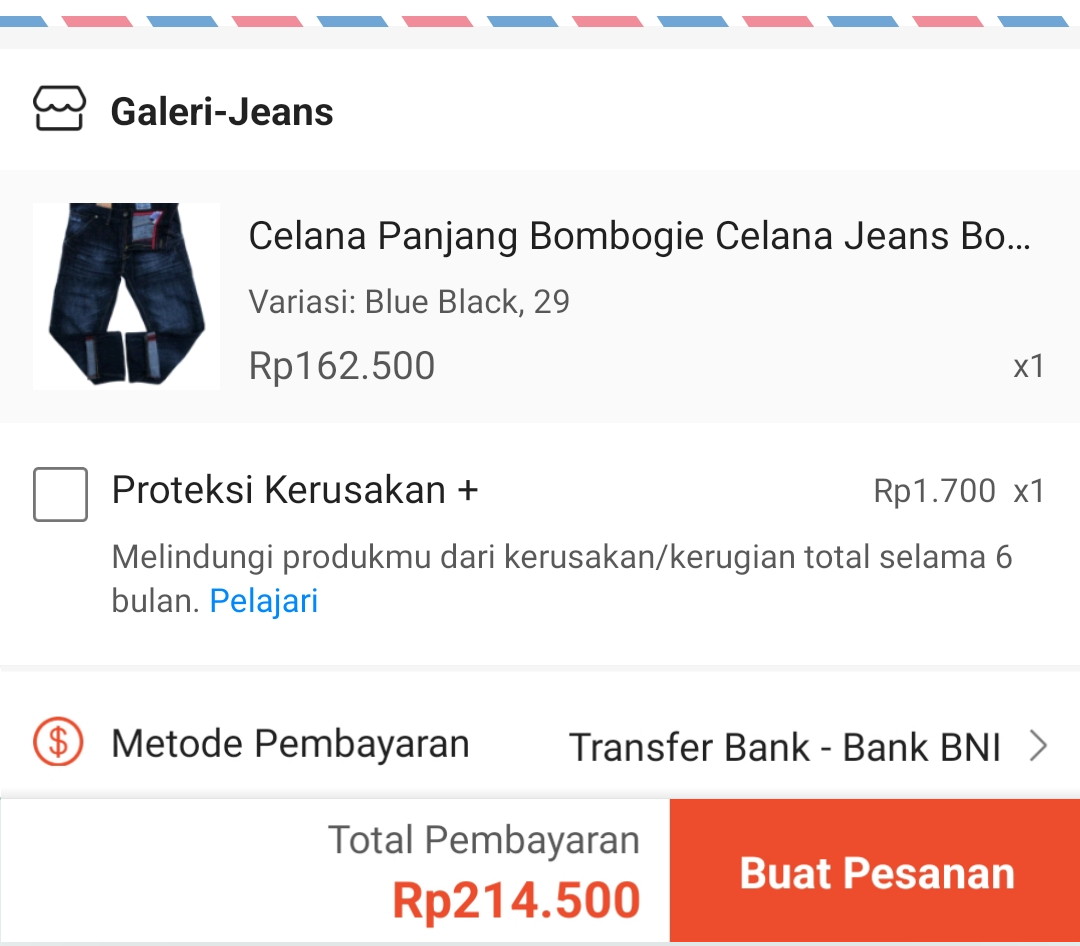 Galeri-Jeans
Celana Panjang Bombogie Celana Jeans Bo...
Variasi: Blue Black, 29
Rp162.500
x1
Proteksi Kerusakan +
Rp1.700 x1
Melindungi produkmu dari kerusakan/kerugian total selama 6
bulan. Pelajari
Metode Pembayaran
Transfer Bank - Bank BNI
Total Pembayaran
Rp214.500
Buat Pesanan